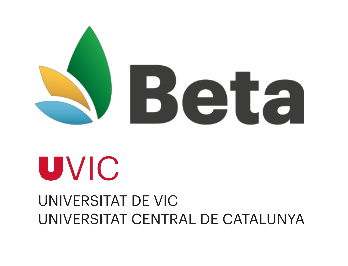 Beta
UVIC
UNIVERSITAT DE VIC
UNIVERSITAT CENTRAL DE CATALUNYA